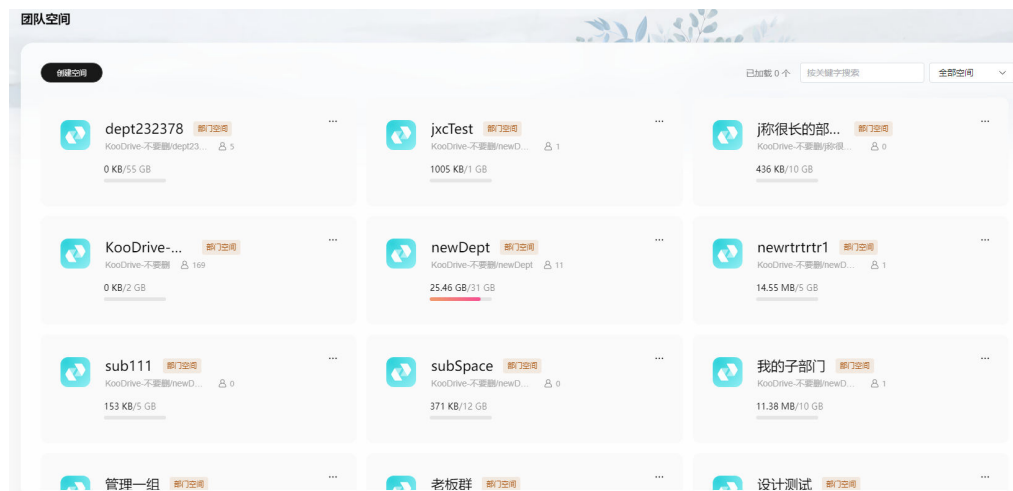 团队空间
创建空间
已加载 0 个 按关键字搜索 全部空间
dept232378 部门空间 ...
KooDrive-不要删/dept23... 5
0 KB/55 GB
jxcTest 部门空间 ...
KooDrive-不要删/newD... 1
1005 KB/1 GB
j称很长的部... 部门空间 ...
KooDrive-不要删/j称很... 0
436 KB/10 GB
KooDrive-... 部门空间 ...
KooDrive-不要删 169
0 KB/2 GB
newDept 部门空间 ...
KooDrive-不要删/newDept 11
25.46 GB/31 GB
newrtrtrtr1 部门空间 ...
KooDrive-不要删/newD... 1
14.55 MB/5 GB
sub111 部门空间 ...
KooDrive-不要删/newD... 0
153 KB/5 GB
subSpace 部门空间 ...
KooDrive-不要删/newD... 0
371 KB/12 GB
我的子部门 部门空间 ...
KooDrive-不要删/newD... 1
11.38 MB/10 GB
管理一组 部门空间 ...
老板群 部门空间 ...
设计测试 部门空间 ...